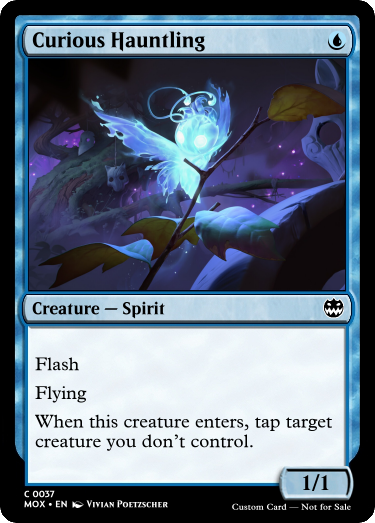 Curious Hauntling
Creature — Spirit
Flash
Flying
When this creature enters, tap target
creature you don't control.
1/1
C 0037
MOX • EN Vivian Poetzscher
Custom Card — Not for Sale